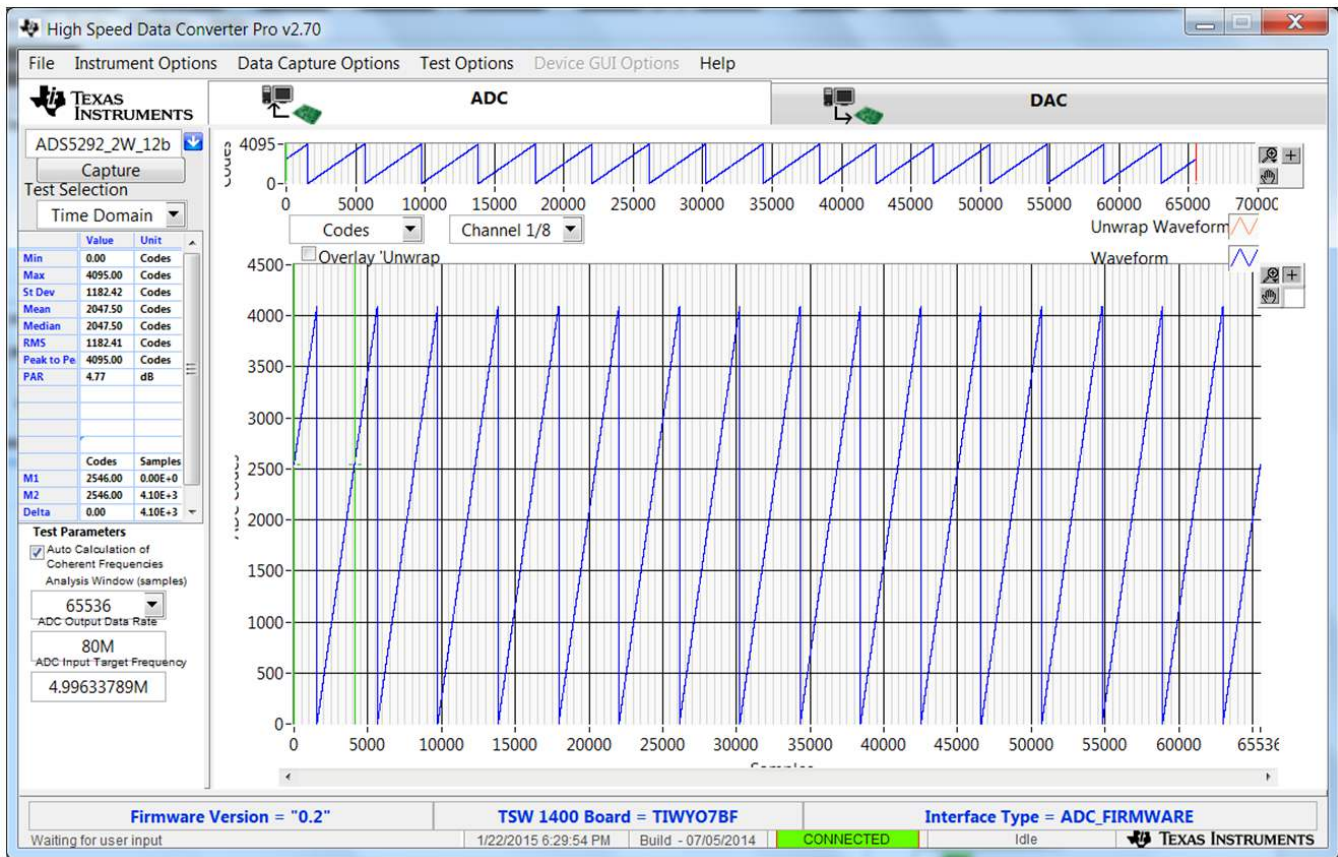 High Speed Data Converter Pro v2.70
File Instrument Options Data Capture Options Test Options Device GUI Options Help
TEXAS INSTRUMENTS
ADC
DAC
ADS5292_2W_12b
Capture
Test Selection
Time Domain
Value Unit
Min 0.00 Codes
Max 4095.00 Codes
St Dev 1182.42 Codes
Mean 2047.50 Codes
Median 2047.50 Codes
RMS 1182.41 Codes
Peak to Pe 4095.00 Codes
PAR 4.77 dB
Codes Samples
M1 2546.00 0.00E+0
M2 2546.00 4.10E+3
Delta 0.00 4.10E+3
Test Parameters
Auto Calculation of
Coherent Frequencies
Analysis Window (samples)
65536
ADC Output Data Rate
80M
ADC Input Target Frequency
4.99633789M
Codes
4095
0
0 5000 10000 15000 20000 25000 30000 35000 40000 45000 50000 55000 60000 65000 70000
Codes
Channel 1/8
Unwrap Waveform
Overlay 'Unwrap
Waveform
ADC Codes
4500
4000
3500
3000
2500
2000
1500
1000
500
0
0 5000 10000 15000 20000 25000 30000 35000 40000 45000 50000 55000 60000 65536
Samples
Firmware Version = "0.2"
TSW 1400 Board = TIWYO7BF
Interface Type = ADC_FIRMWARE
Waiting for user input
1/22/2015 6:29:54 PM
Build - 07/05/2014
CONNECTED
Idle
TEXAS INSTRUMENTS